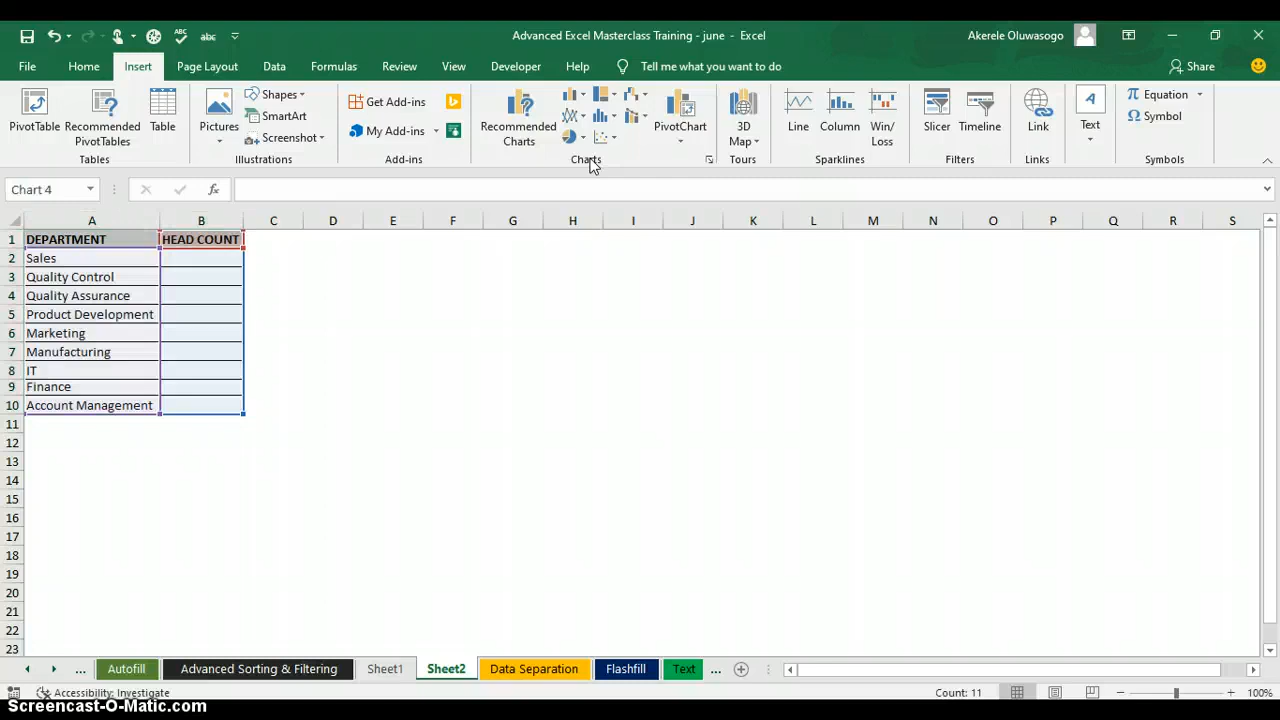 Advanced Excel Masterclass Training - june - Excel
Akerele Oluwasogo
File Home Insert Page Layout Data Formulas Review View Developer Help Tell me what you want to do Share
PivotTable
Recommended PivotTables
Table
Tables
Pictures
Shapes
SmartArt
Screenshot
Illustrations
Get Add-ins
My Add-ins
Add-ins
Recommended Charts
PivotChart
Charts
3D Map
Tours
Line
Column
Win/Loss
Sparklines
Slicer
Timeline
Filters
Link
Links
Text
Equation
Symbol
Symbols
Chart 4
fx
A B C D E F G H I J K L M N O P Q R S
1 DEPARTMENT HEAD COUNT
2 Sales
3 Quality Control
4 Quality Assurance
5 Product Development
6 Marketing
7 Manufacturing
8 IT
9 Finance
10 Account Management
11
12
13
14
15
16
17
18
19
20
21
22
23
... Autofill Advanced Sorting & Filtering Sheet1 Sheet2 Data Separation Flashfill Text ...
Accessibility: Investigate Count: 11 100%
Screencast-O-Matic.com